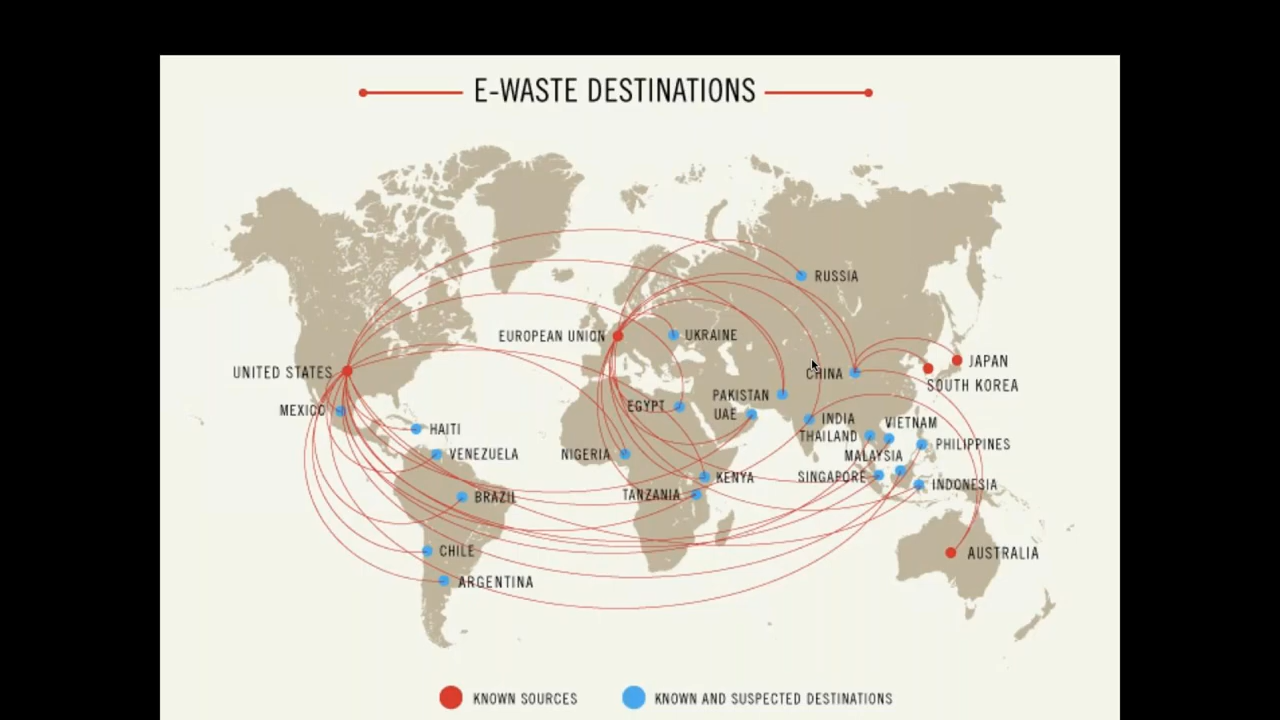 E-WASTE DESTINATIONS
RUSSIA
EUROPEAN UNION
UKRAINE
JAPAN
UNITED STATES
CHINA
SOUTH KOREA
PAKISTAN
MEXICO
EGYPT
UAE
INDIA
VIETNAM
HAITI
THAILAND
PHILIPPINES
VENEZUELA
NIGERIA
MALAYSIA
KENYA
SINGAPORE
INDONESIA
BRAZIL
TANZANIA
CHILE
AUSTRALIA
ARGENTINA
KNOWN SOURCES
KNOWN AND SUSPECTED DESTINATIONS